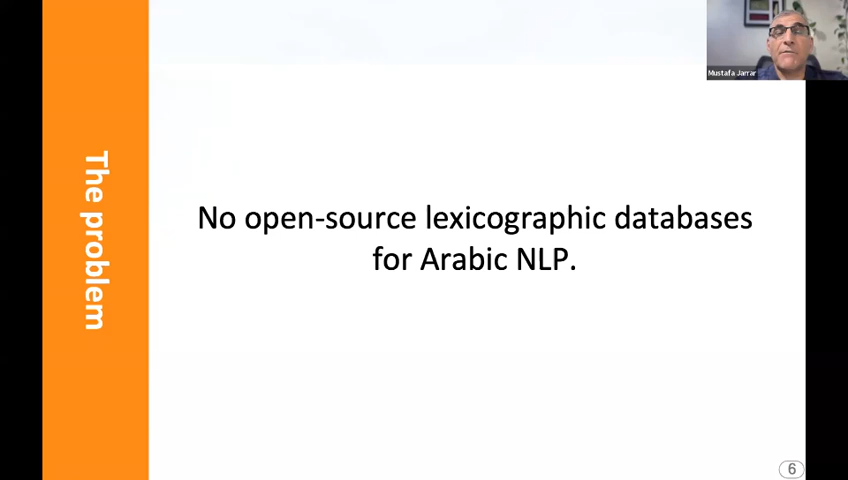 Mustafa Jarrar
The problem
No open-source lexicographic databases
for Arabic NLP.
6